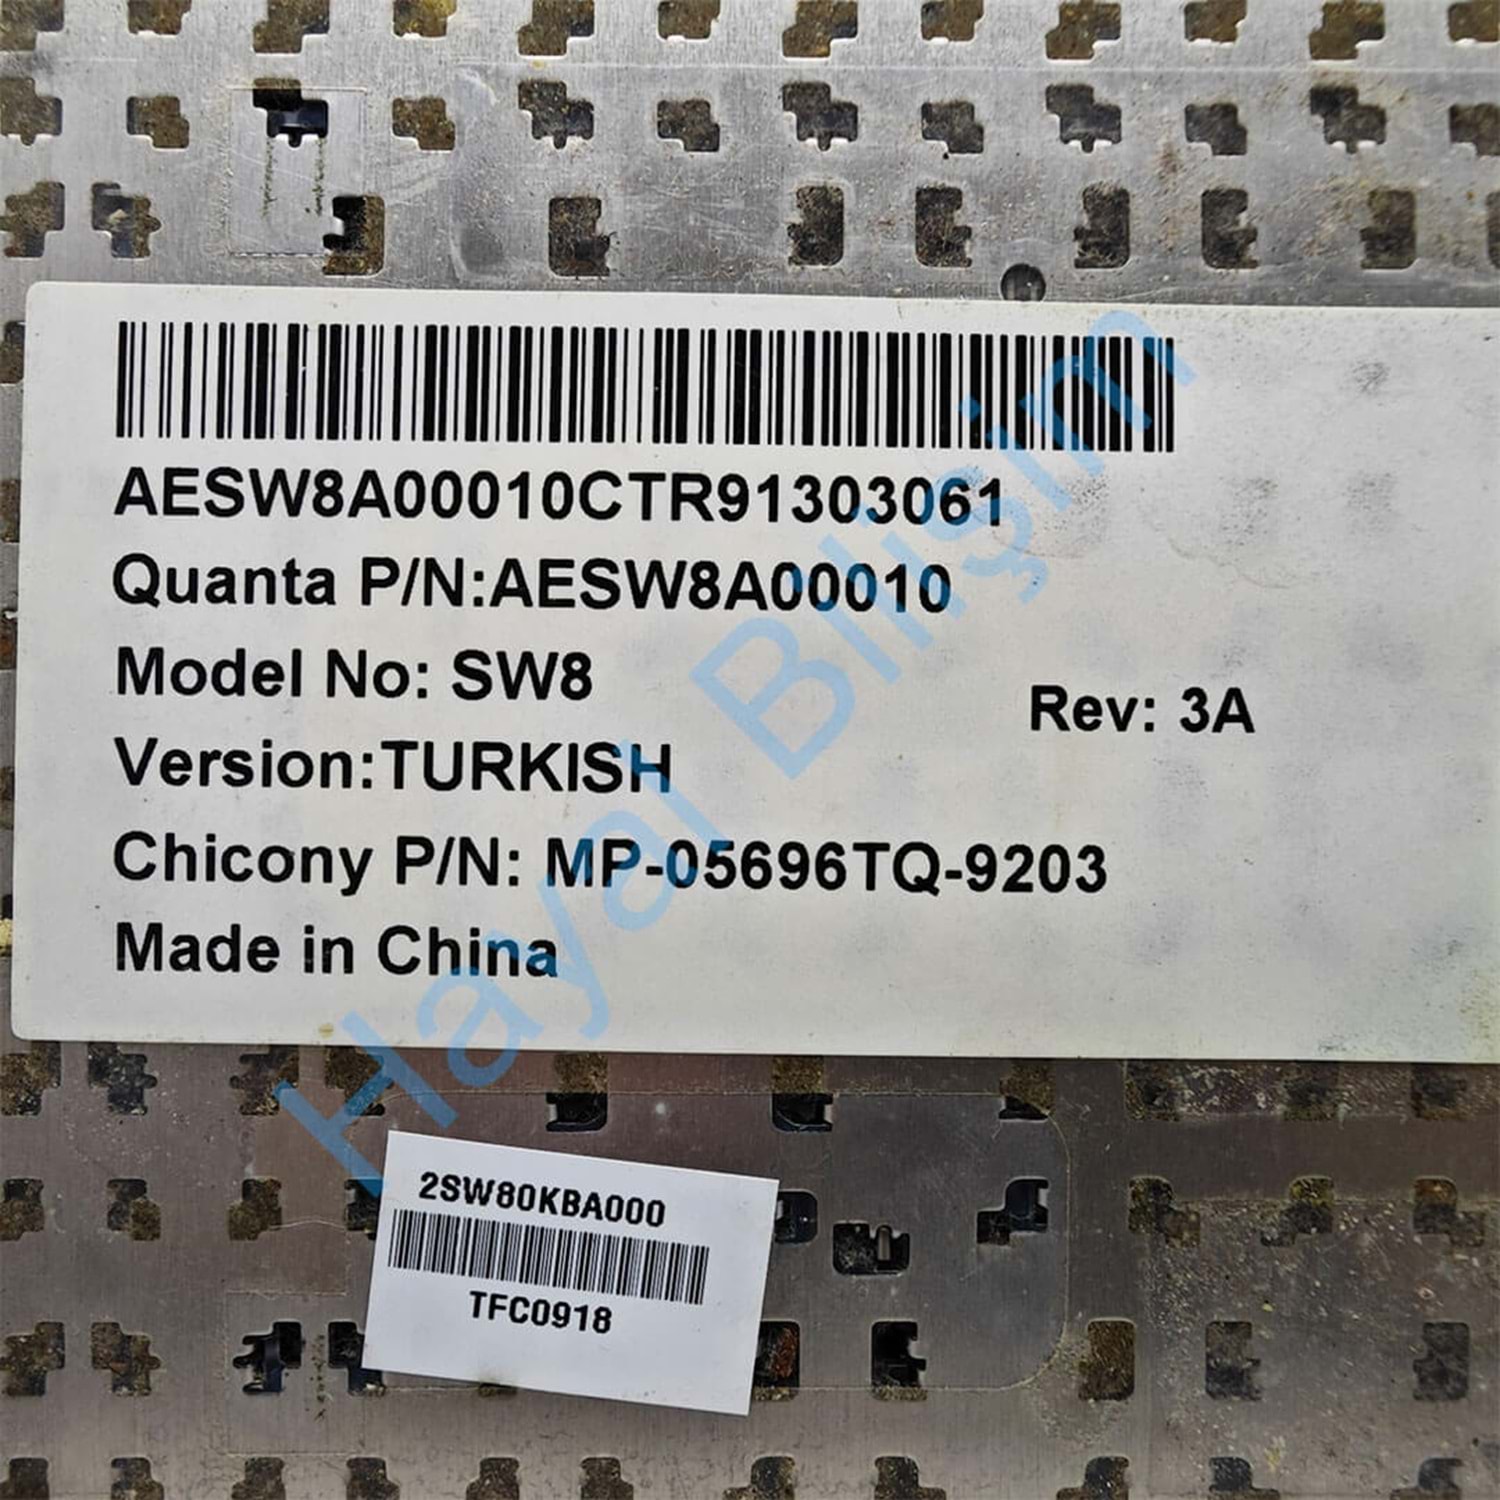 AESW8A00010CTR91303061
Quanta P/N:AESW8A00010
Model No: SW8
Rev: 3A
Version:TURKISH
Chicony P/N: MP-05696TQ-9203
Made in China
2SW80KBA000
TFC0918
Hayal Bilişim